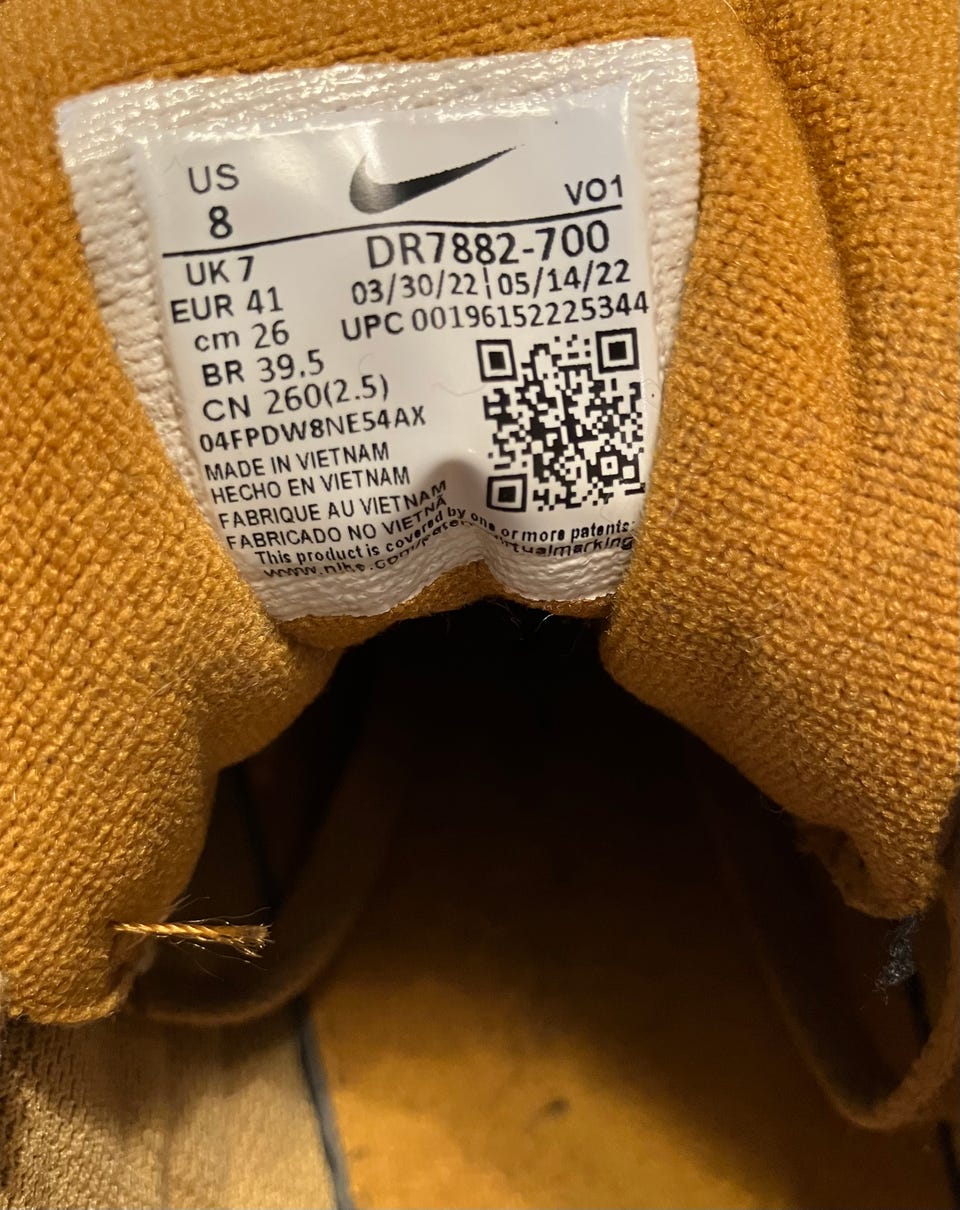 US
8
VO1
UK 7
DR7882-700
EUR 41
03/30/22 | 05/14/22
cm 26
UPC 00196152225344
BR 39.5
CN 260(2.5)
04FPDW8NE54AX
MADE IN VIETNAM
HECHO EN VIETNAM
FABRIQUE AU VIETNAM
FABRICADO NO VIETNÃ
This product is covered by one or more patents: